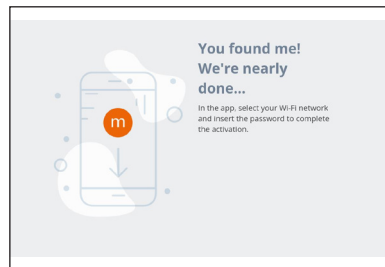 You found me!
We're nearly
done...
In the app, select your Wi-Fi network
and insert the password to complete
the activation.
m